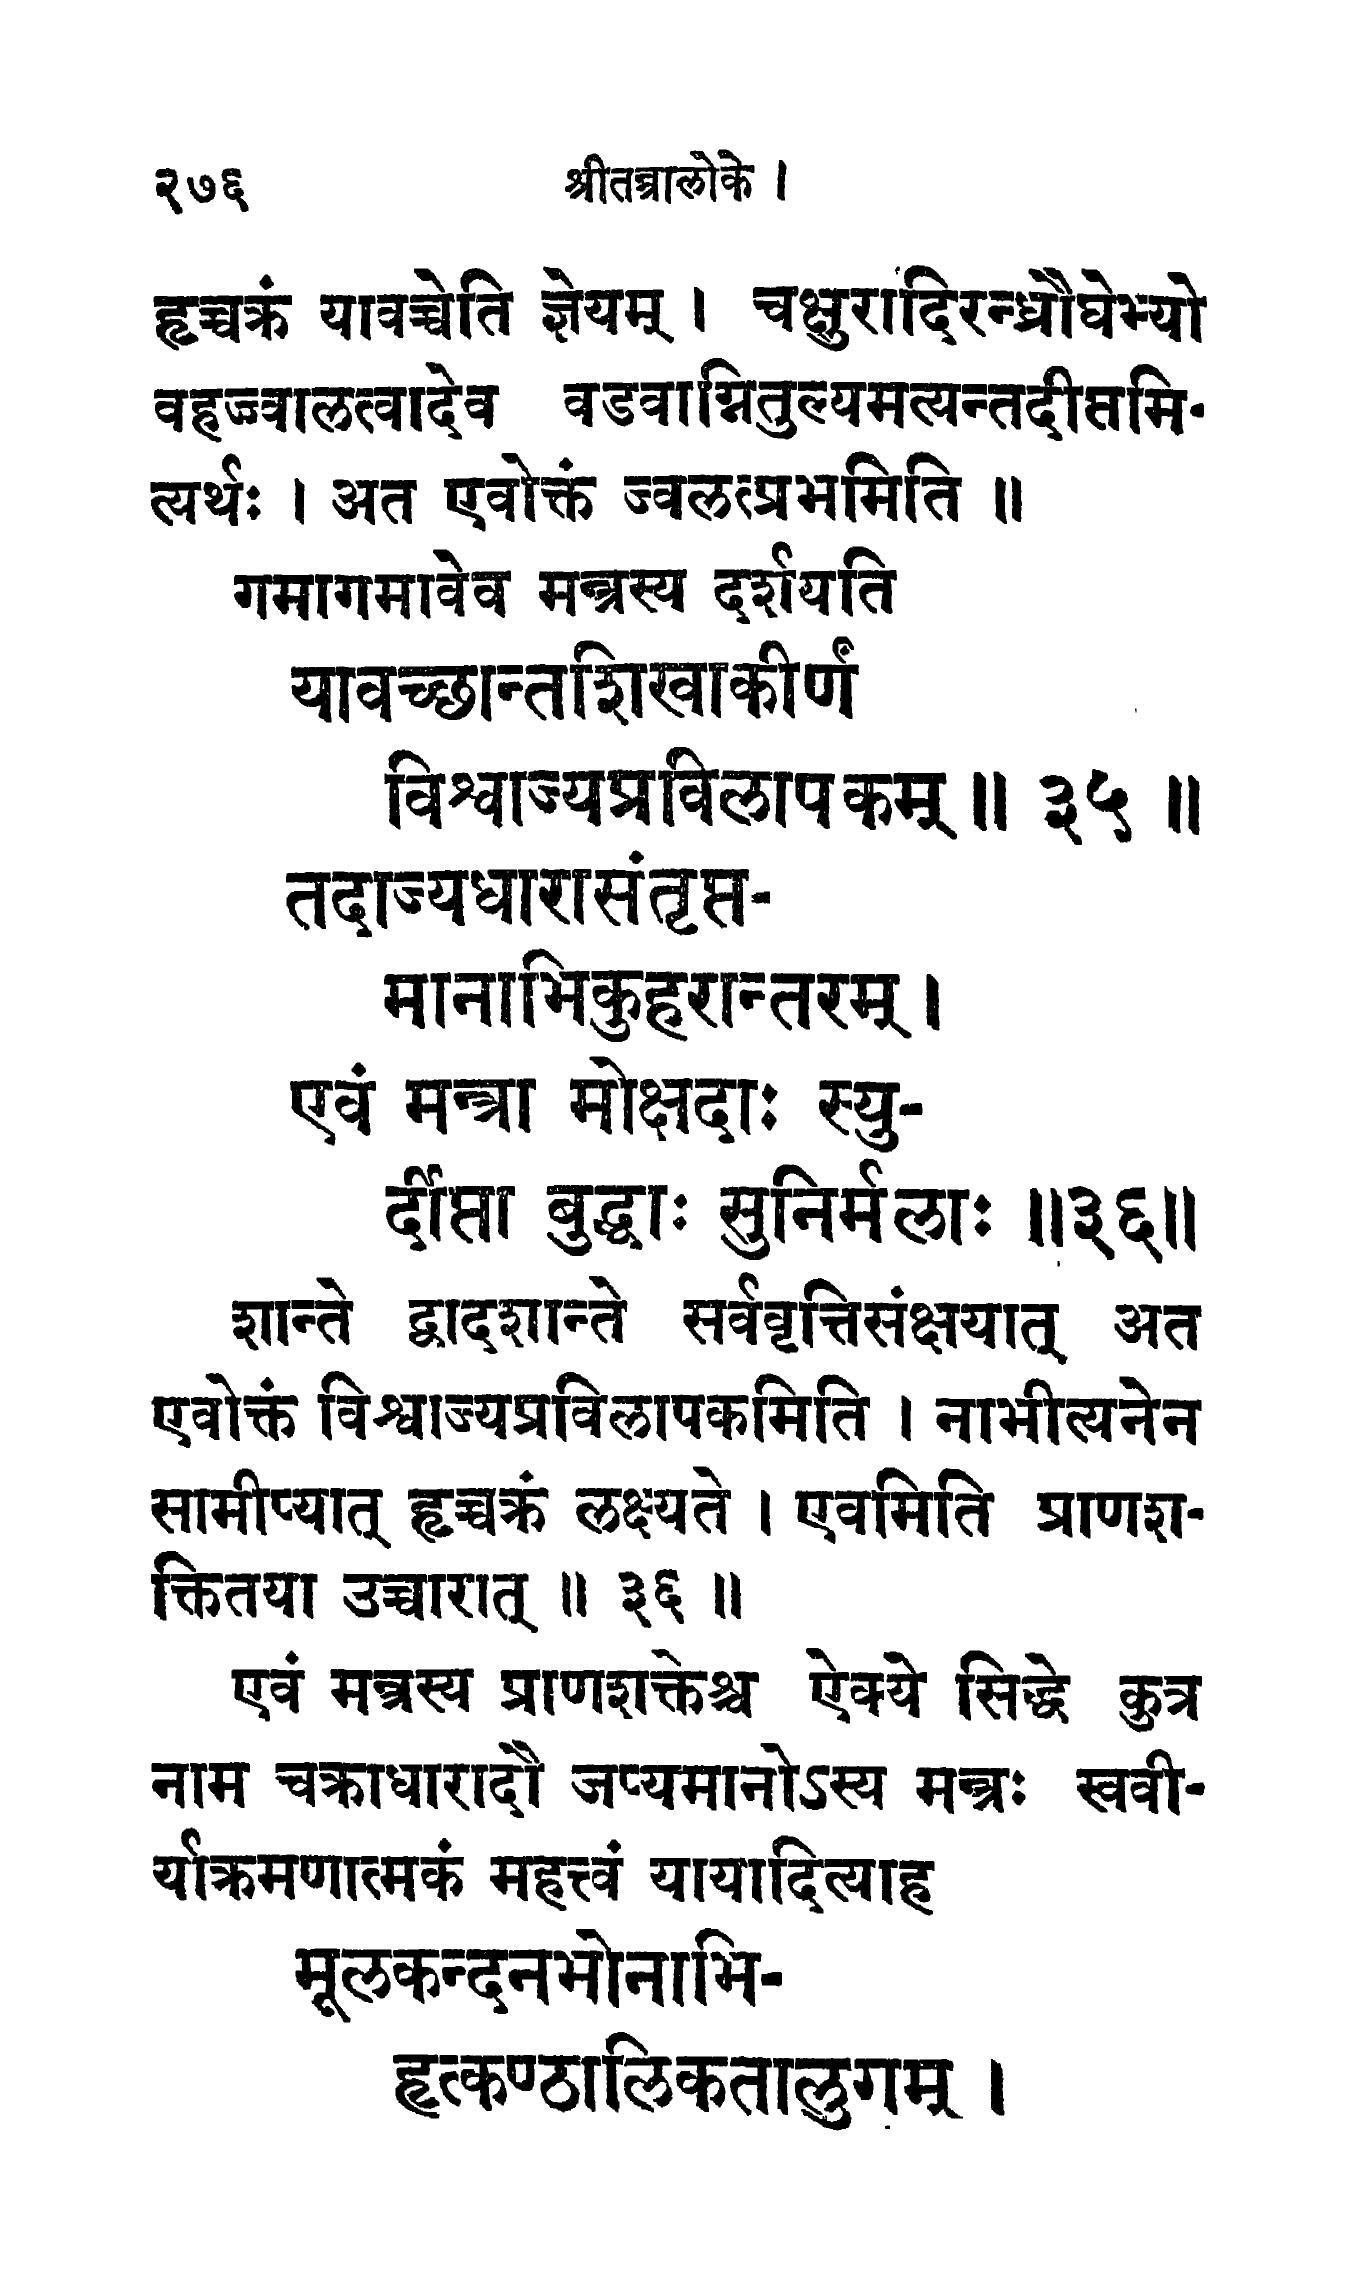 २७६ श्रीतन्त्रालोके ।
हृच्चक्रं यावच्चेति ज्ञेयम् । चक्षुरादिरन्ध्रौघेभ्यो
वहज्ज्वालत्वादेव वडवाग्नितुल्यमत्यन्तदीप्तमि-
त्यर्थः । अत एवोक्तं ज्वलत्प्रभमिति ॥
गमागमावेव मन्त्रस्य दर्शयति
यावच्छान्तशिखाकीर्णं
विश्वाज्यप्रविलापकम् ॥ ३५ ॥
तदाज्यधारासंतृप्त-
मानाभिकुहरान्तरम् ।
एवं मन्त्रा मोक्षदाः स्यु-
र्दीप्ता बुद्धाः सुनिर्मलाः ॥३६॥
शान्ते द्वादशान्ते सर्ववृत्तिसंक्षयात् अत
एवोक्तं विश्वाज्यप्रविलापकमिति । नाभीत्यनेन
सामीप्यात् हृच्चक्रं लक्ष्यते । एवमिति प्राणश-
क्तितया उच्चारात् ॥ ३६ ॥
एवं मन्त्रस्य प्राणशक्तेश्च ऐक्ये सिद्धे कुत्र
नाम चक्राधारादौ जप्यमानोऽस्य मन्त्रः स्ववी-
र्याक्रमणात्मकं महत्त्वं यायादित्याह
मूलकन्दनभोनाभि-
हृत्कण्ठालिकतालुगम् ।